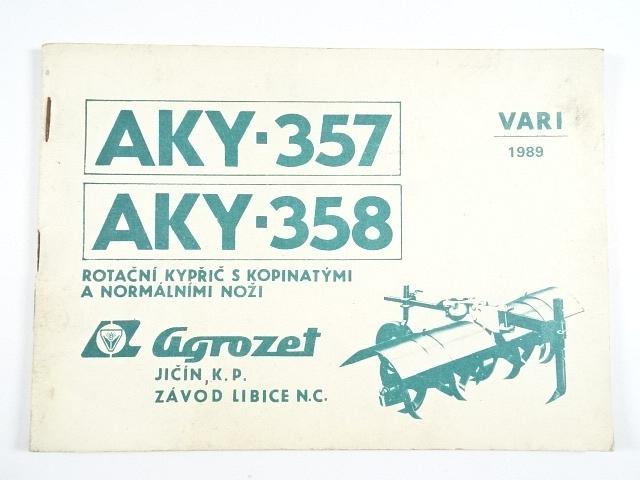 AKY·357
VARI
1989
AKY·358
ROTAČNÍ KYPŘIČ S KOPINATÝMI
A NORMÁLNÍMI NOŽI
agrozet
JIČÍN, K.P.
ZÁVOD LIBICE N.C.